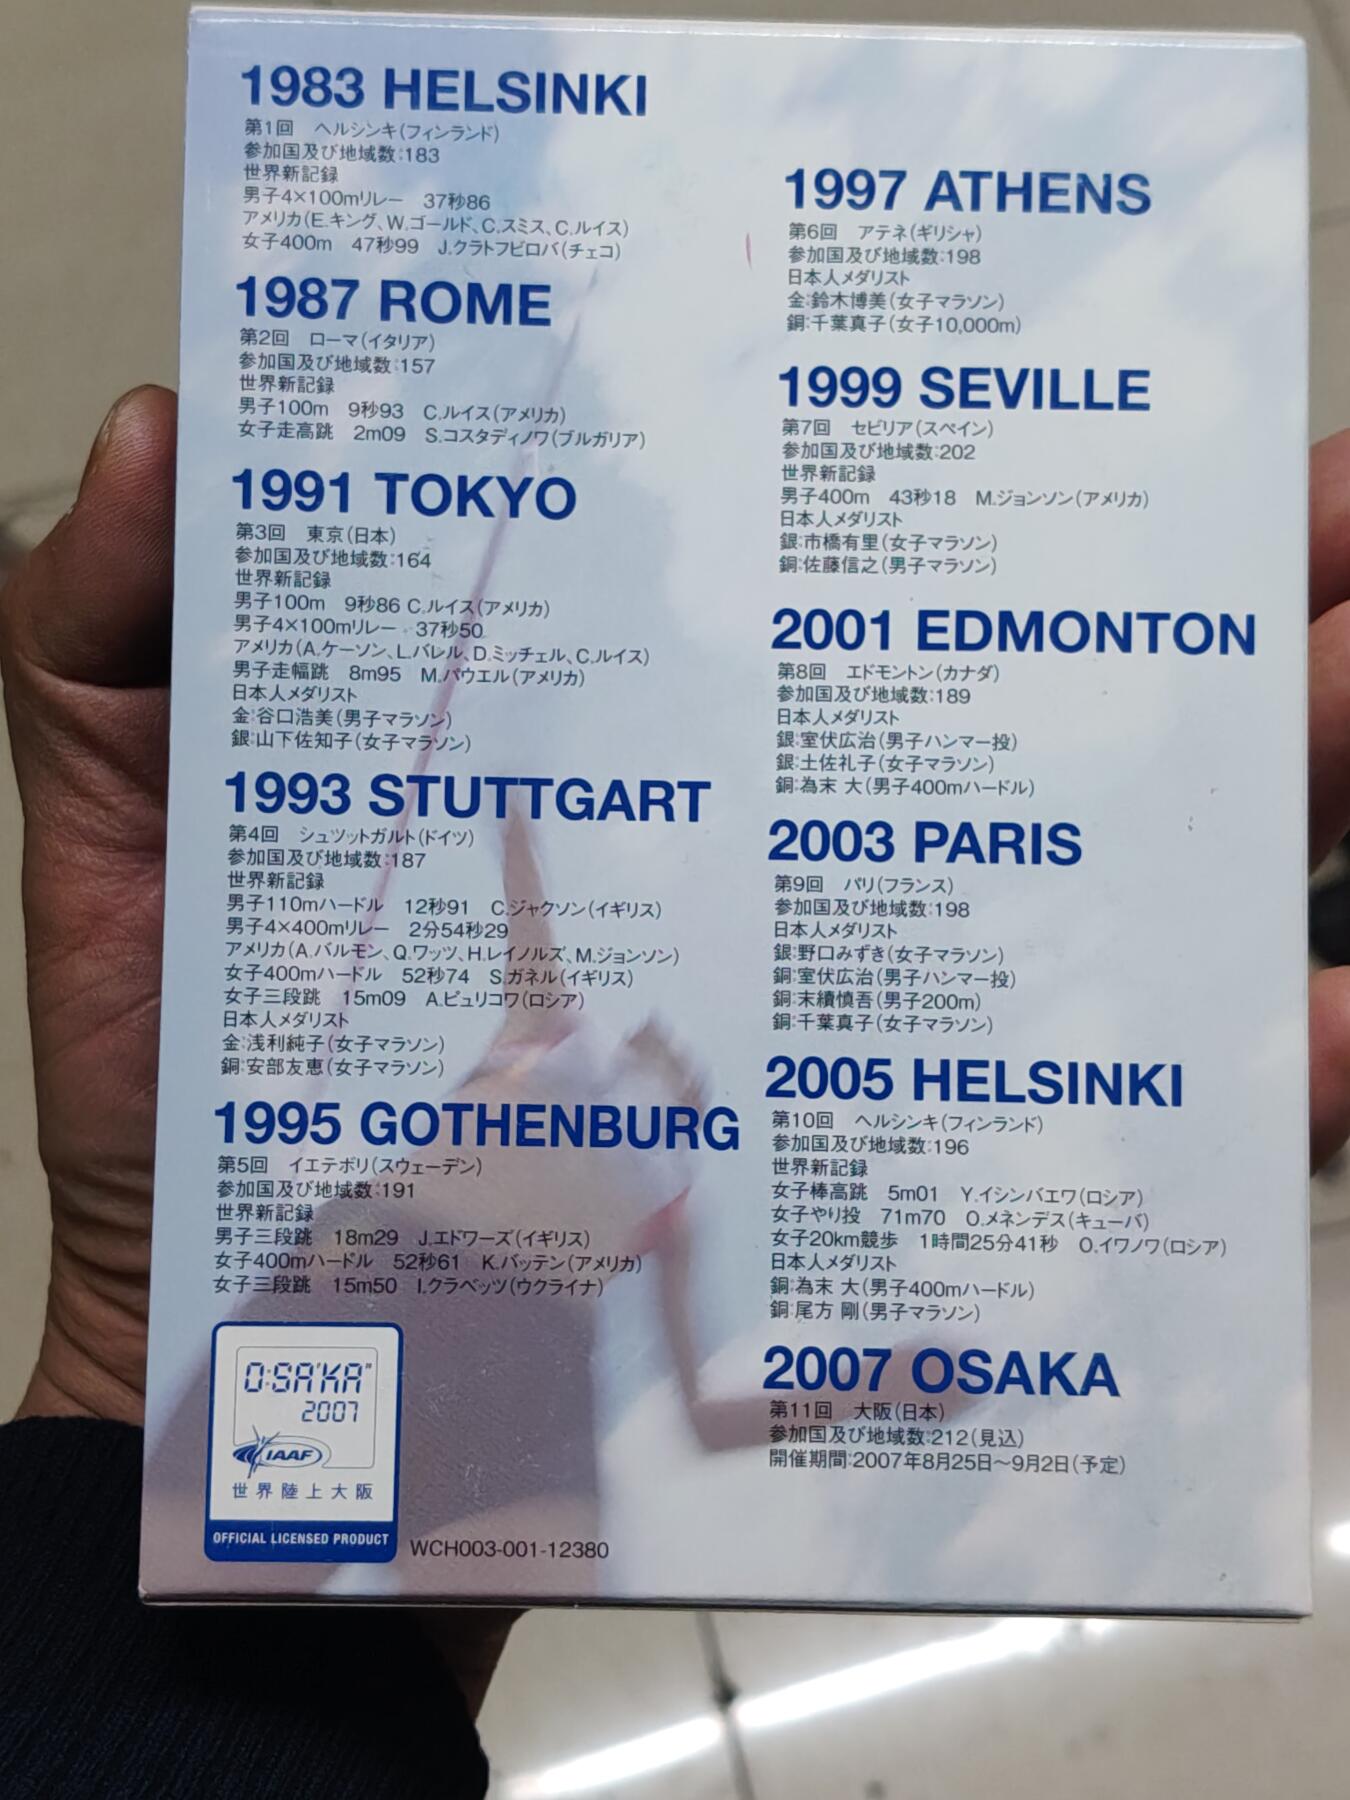 1983 HELSINKI
第1回　ヘルシンキ(フィンランド)
参加国及び地域数:183
世界新記録
男子4×100mリレー　37秒86
アメリカ(E.キング、W.ゴールド、C.スミス、C.ルイス)
女子400m　47秒99　J.クラトフビロバ(チェコ)
1987 ROME
第2回　ローマ(イタリア)
参加国及び地域数:157
世界新記録
男子100m　9秒93　C.ルイス(アメリカ)
女子走高跳　2m09　S.コスタディノワ(ブルガリア)
1991 TOKYO
第3回　東京(日本)
参加国及び地域数:164
世界新記録
男子100m　9秒86 C.ルイス(アメリカ)
男子4×100mリレー　37秒50
アメリカ(A.ケーソン、L.バレル、D.ミッチェル、C.ルイス)
男子走幅跳　8m95　M.パウエル(アメリカ)
日本人メダリスト
金:谷口浩美(男子マラソン)
銀:山下佐知子(女子マラソン)
1993 STUTTGART
第4回　シュツットガルト(ドイツ)
参加国及び地域数:187
世界新記録
男子110mハードル　12秒91　C.ジャクソン(イギリス)
男子4×400mリレー　2分54秒29
アメリカ(A.バルモン、Q.ワッツ、H.レイノルズ、M.ジョンソン)
女子400mハードル　52秒74　S.ガネル(イギリス)
女子三段跳　15m09　A.ビュリコワ(ロシア)
日本人メダリスト
金:浅利純子(女子マラソン)
銅:安部友恵(女子マラソン)
1995 GOTHENBURG
第5回　イエテボリ(スウェーデン)
参加国及び地域数:191
世界新記録
男子三段跳　18m29　J.エドワーズ(イギリス)
女子400mハードル　52秒61　K.バッテン(アメリカ)
女子三段跳　15m50　I.クラベッツ(ウクライナ)
O:SA'KA"
2007
IAAF
世界陸上大阪
OFFICIAL LICENSED PRODUCT
WCH003-001-12380
1997 ATHENS
第6回　アテネ(ギリシャ)
参加国及び地域数:198
日本人メダリスト
金:鈴木博美(女子マラソン)
銅:千葉真子(女子10,000m)
1999 SEVILLE
第7回　セビリア(スペイン)
参加国及び地域数:202
世界新記録
男子400m　43秒18　M.ジョンソン(アメリカ)
日本人メダリスト
銀:市橋有里(女子マラソン)
銅:佐藤信之(男子マラソン)
2001 EDMONTON
第8回　エドモントン(カナダ)
参加国及び地域数:189
日本人メダリスト
銀:室伏広治(男子ハンマー投)
銀:土佐礼子(女子マラソン)
銅:為末 大(男子400mハードル)
2003 PARIS
第9回　パリ(フランス)
参加国及び地域数:198
日本人メダリスト
銀:野口みずき(女子マラソン)
銅:室伏広治(男子ハンマー投)
銅:末續慎吾(男子200m)
銅:千葉真子(女子マラソン)
2005 HELSINKI
第10回　ヘルシンキ(フィンランド)
参加国及び地域数:196
世界新記録
女子棒高跳　5m01　Y.イシンバエワ(ロシア)
女子やり投　71m70　O.メネンデス(キューバ)
女子20km競歩　1時間25分41秒　O.イワノワ(ロシア)
日本人メダリスト
銅:為末 大(男子400mハードル)
銅:尾方 剛(男子マラソン)
2007 OSAKA
第11回　大阪(日本)
参加国及び地域数:212(見込)
開催期間:2007年8月25日～9月2日(予定)